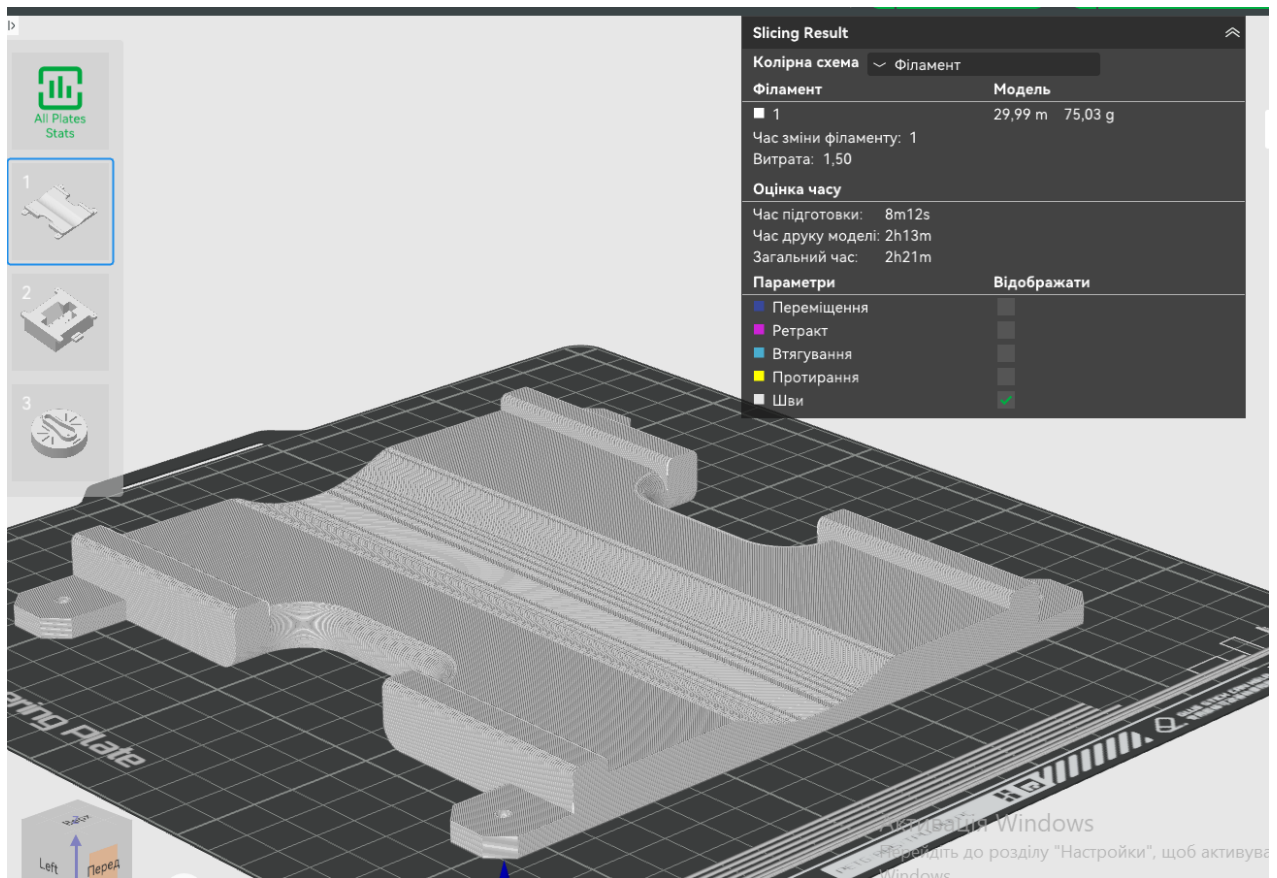 Slicing Result
Колірна схема Філамент
Філамент Модель
1 29,99 m 75,03 g
Час зміни філаменту: 1
Витрата: 1,50
Оцінка часу
Час підготовки: 8m12s
Час друку моделі: 2h13m
Загальний час: 2h21m
Параметри Відображати
Переміщення
Ретракт
Втягування
Протирання
Шви
All Plates
Stats
1
2
3
Plate
Верх
Left
Перед
Активація Windows
Перейдіть до розділу "Настройки", щоб активува
Windows